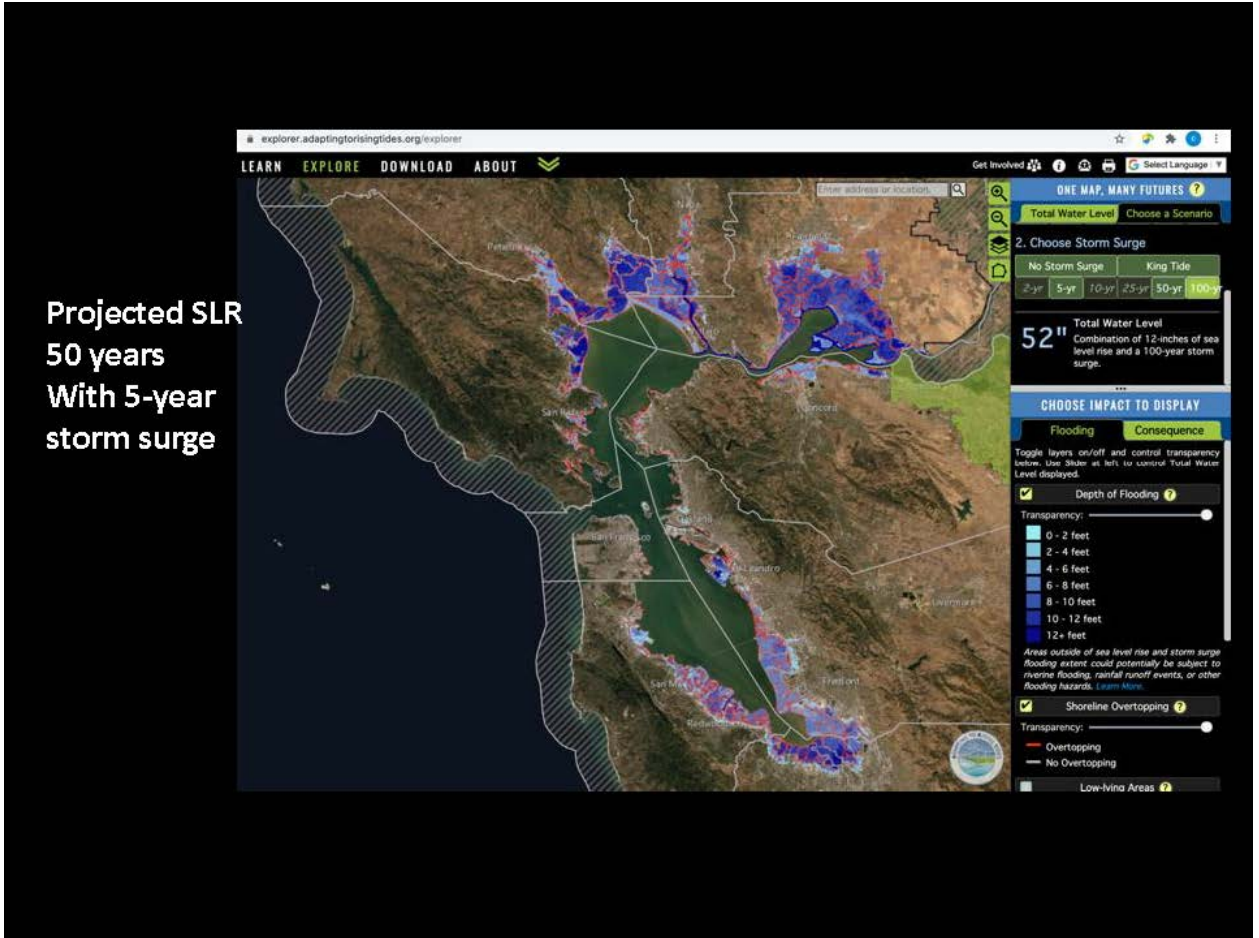 explorer.adaptingtorisingtides.org/explorer
LEARN EXPLORE DOWNLOAD ABOUT
Get Involved
Select Language
Enter address or location.
ONE MAP, MANY FUTURES ?
Total Water Level Choose a Scenario
2. Choose Storm Surge
No Storm Surge King Tide
2-yr 5-yr 10-yr 25-yr 50-yr 100-yr
52" Total Water Level
Combination of 12-inches of sea
level rise and a 100-year storm
surge.
CHOOSE IMPACT TO DISPLAY
Flooding Consequence
Toggle layers on/off and control transparency
below. Use Slider at left to control Total Water
Level displayed.
Depth of Flooding ?
Transparency:
0 - 2 feet
2 - 4 feet
4 - 6 feet
6 - 8 feet
8 - 10 feet
10 - 12 feet
12+ feet
Areas outside of sea level rise and storm surge
flooding extent could potentially be subject to
riverine flooding, rainfall runoff events, or other
flooding hazards. Learn More.
Shoreline Overtopping ?
Transparency:
Overtopping
No Overtopping
Low-lying Areas ?
Projected SLR
50 years
With 5-year
storm surge
Napa
Concord
San Francisco
Livermore
Fremont